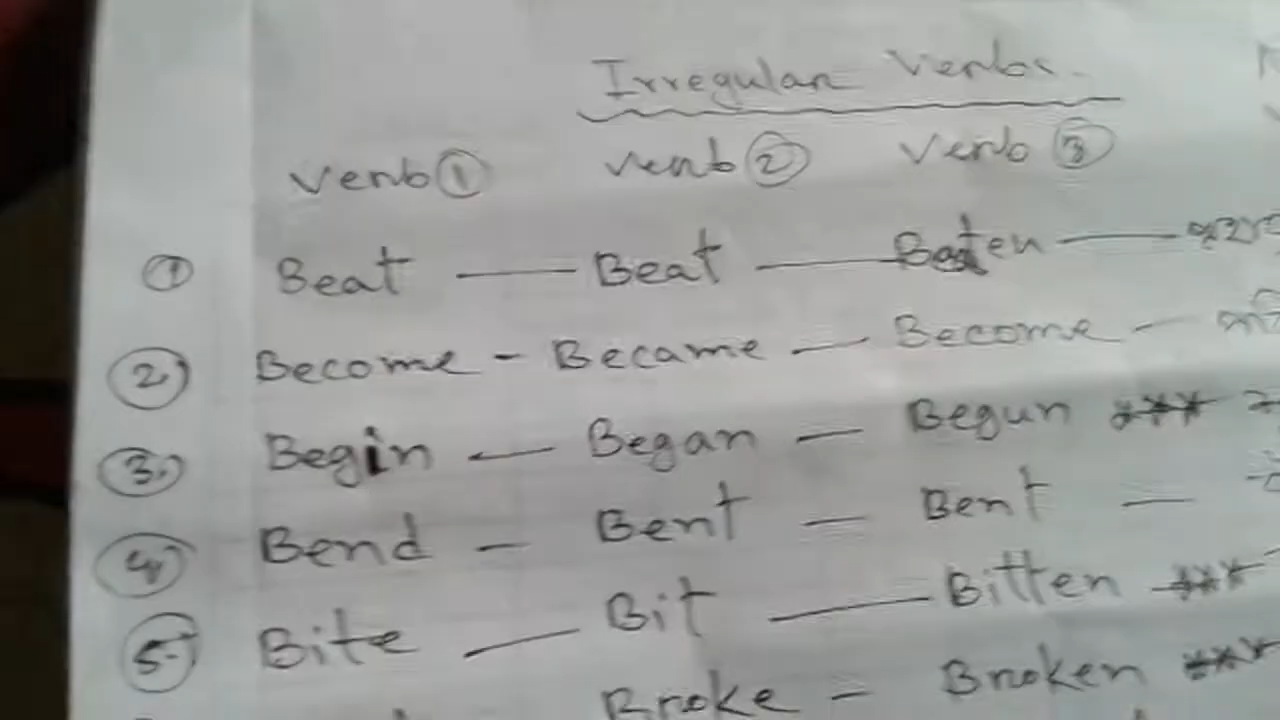 Irregular Verbs.
Verb ① Verb ② Verb ③
① Beat — Beat — Beaten —
② Become - Became — Become -
③ Begin — Began — Begun ***
④ Bend - Bent — Bent —
⑤ Bite — Bit — Bitten ***
Broke - Broken ***